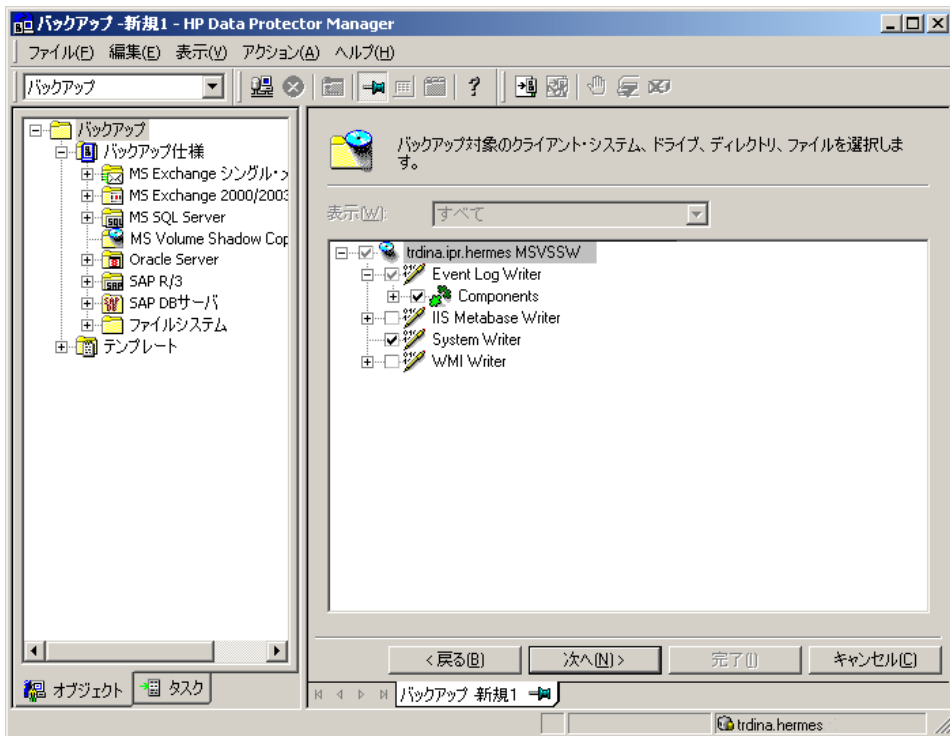 バックアップ -新規1 - HP Data Protector Manager
ファイル(F) 編集(E) 表示(V) アクション(A) ヘルプ(H)
バックアップ
バックアップ
バックアップ仕様
MS Exchange シングル・メ
MS Exchange 2000/2003
MS SQL Server
MS Volume Shadow Cop
Oracle Server
SAP R/3
SAP DBサーバ
ファイルシステム
テンプレート
オブジェクト タスク
バックアップ対象のクライアント・システム、ドライブ、ディレクトリ、ファイルを選択しま
す。
表示(W): すべて
trdina.ipr.hermes MSVSSW
Event Log Writer
Components
IIS Metabase Writer
System Writer
WMI Writer
<戻る(B) 次へ(N)> 完了(I) キャンセル(C)
バックアップ 新規1
trdina.hermes